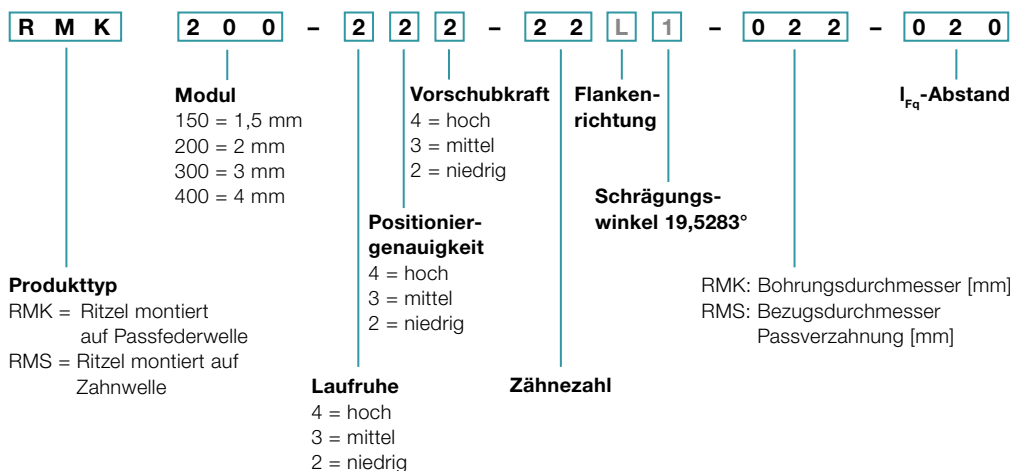 R M K 2 0 0 – 2 2 2 – 2 2 L 1 – 0 2 2 – 0 2 0
Modul
150 = 1,5 mm
200 = 2 mm
300 = 3 mm
400 = 4 mm
Vorschubkraft
4 = hoch
3 = mittel
2 = niedrig
Flanken-
richtung
lFq-Abstand
Schrägungs-
winkel 19,5283°
Positionier-
genauigkeit
4 = hoch
3 = mittel
2 = niedrig
Produkttyp
RMK = Ritzel montiert
auf Passfederwelle
RMS = Ritzel montiert auf
Zahnwelle
RMK: Bohrungsdurchmesser [mm]
RMS: Bezugsdurchmesser
Passverzahnung [mm]
Laufruhe
4 = hoch
3 = mittel
2 = niedrig
Zähnezahl